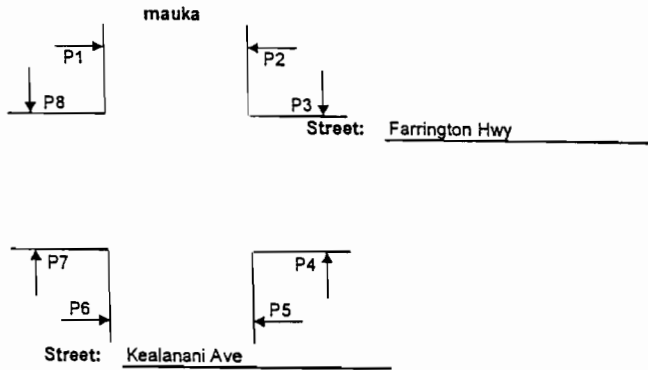 mauka
P1 P2
P8 P3
Street: Farrington Hwy
P7 P4
P6 P5
Street: Kealanani Ave